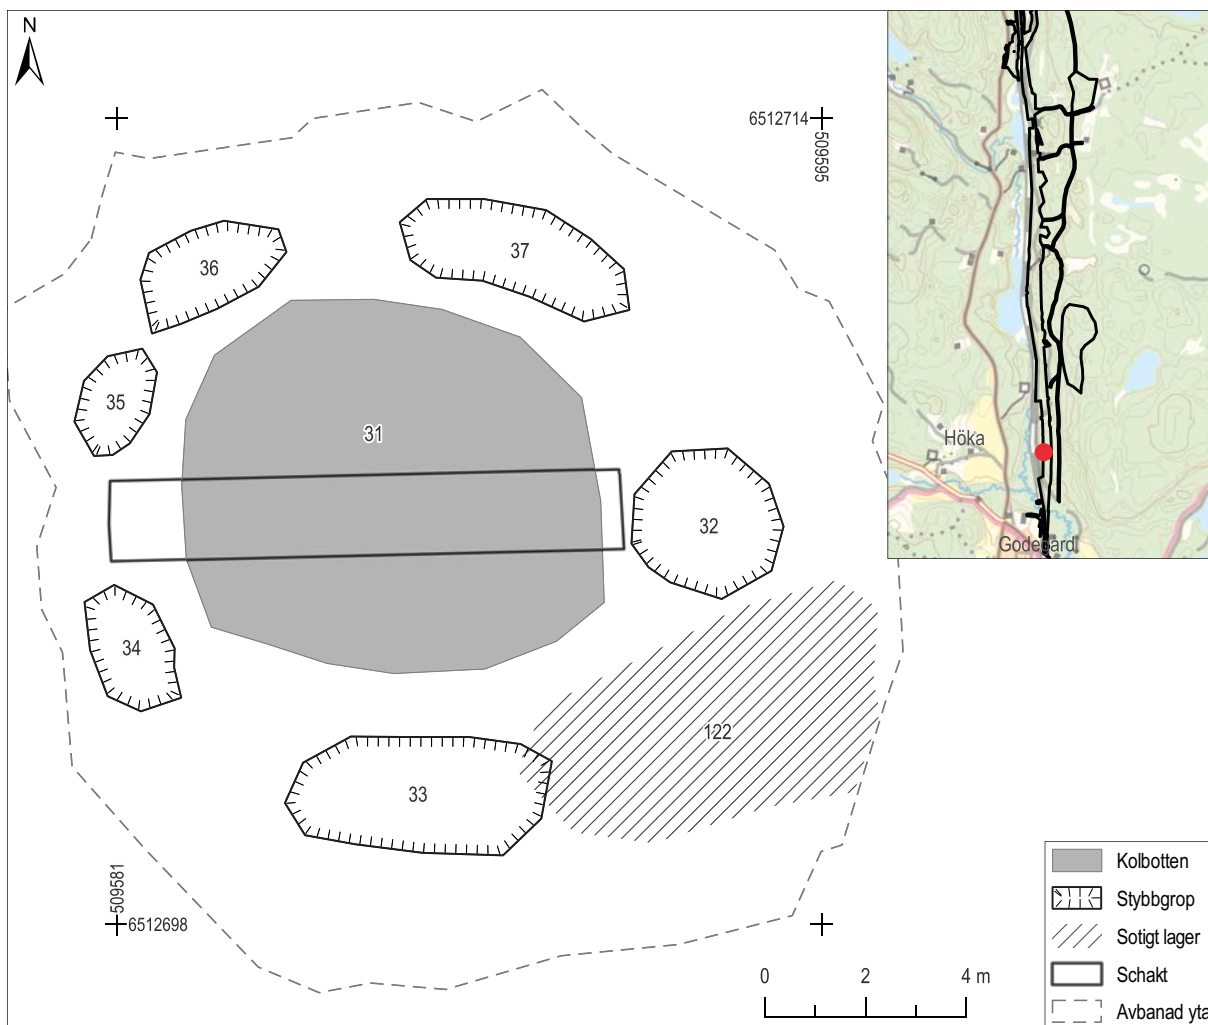 N
6512714
509595
36
37
35
31
32
34
122
33
509581
6512698
Höka
Godegård
0 2 4 m
Kolbotten
Stybbgrop
Sotigt lager
Schakt
Avbanad yta